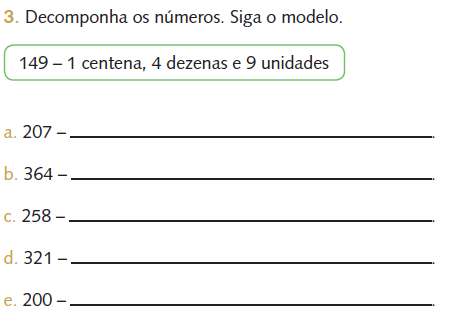 3. Decomponha os números. Siga o modelo.
149 – 1 centena, 4 dezenas e 9 unidades
a. 207 – ______________________________.
b. 364 – ______________________________.
c. 258 – ______________________________.
d. 321 – ______________________________.
e. 200 – ______________________________.